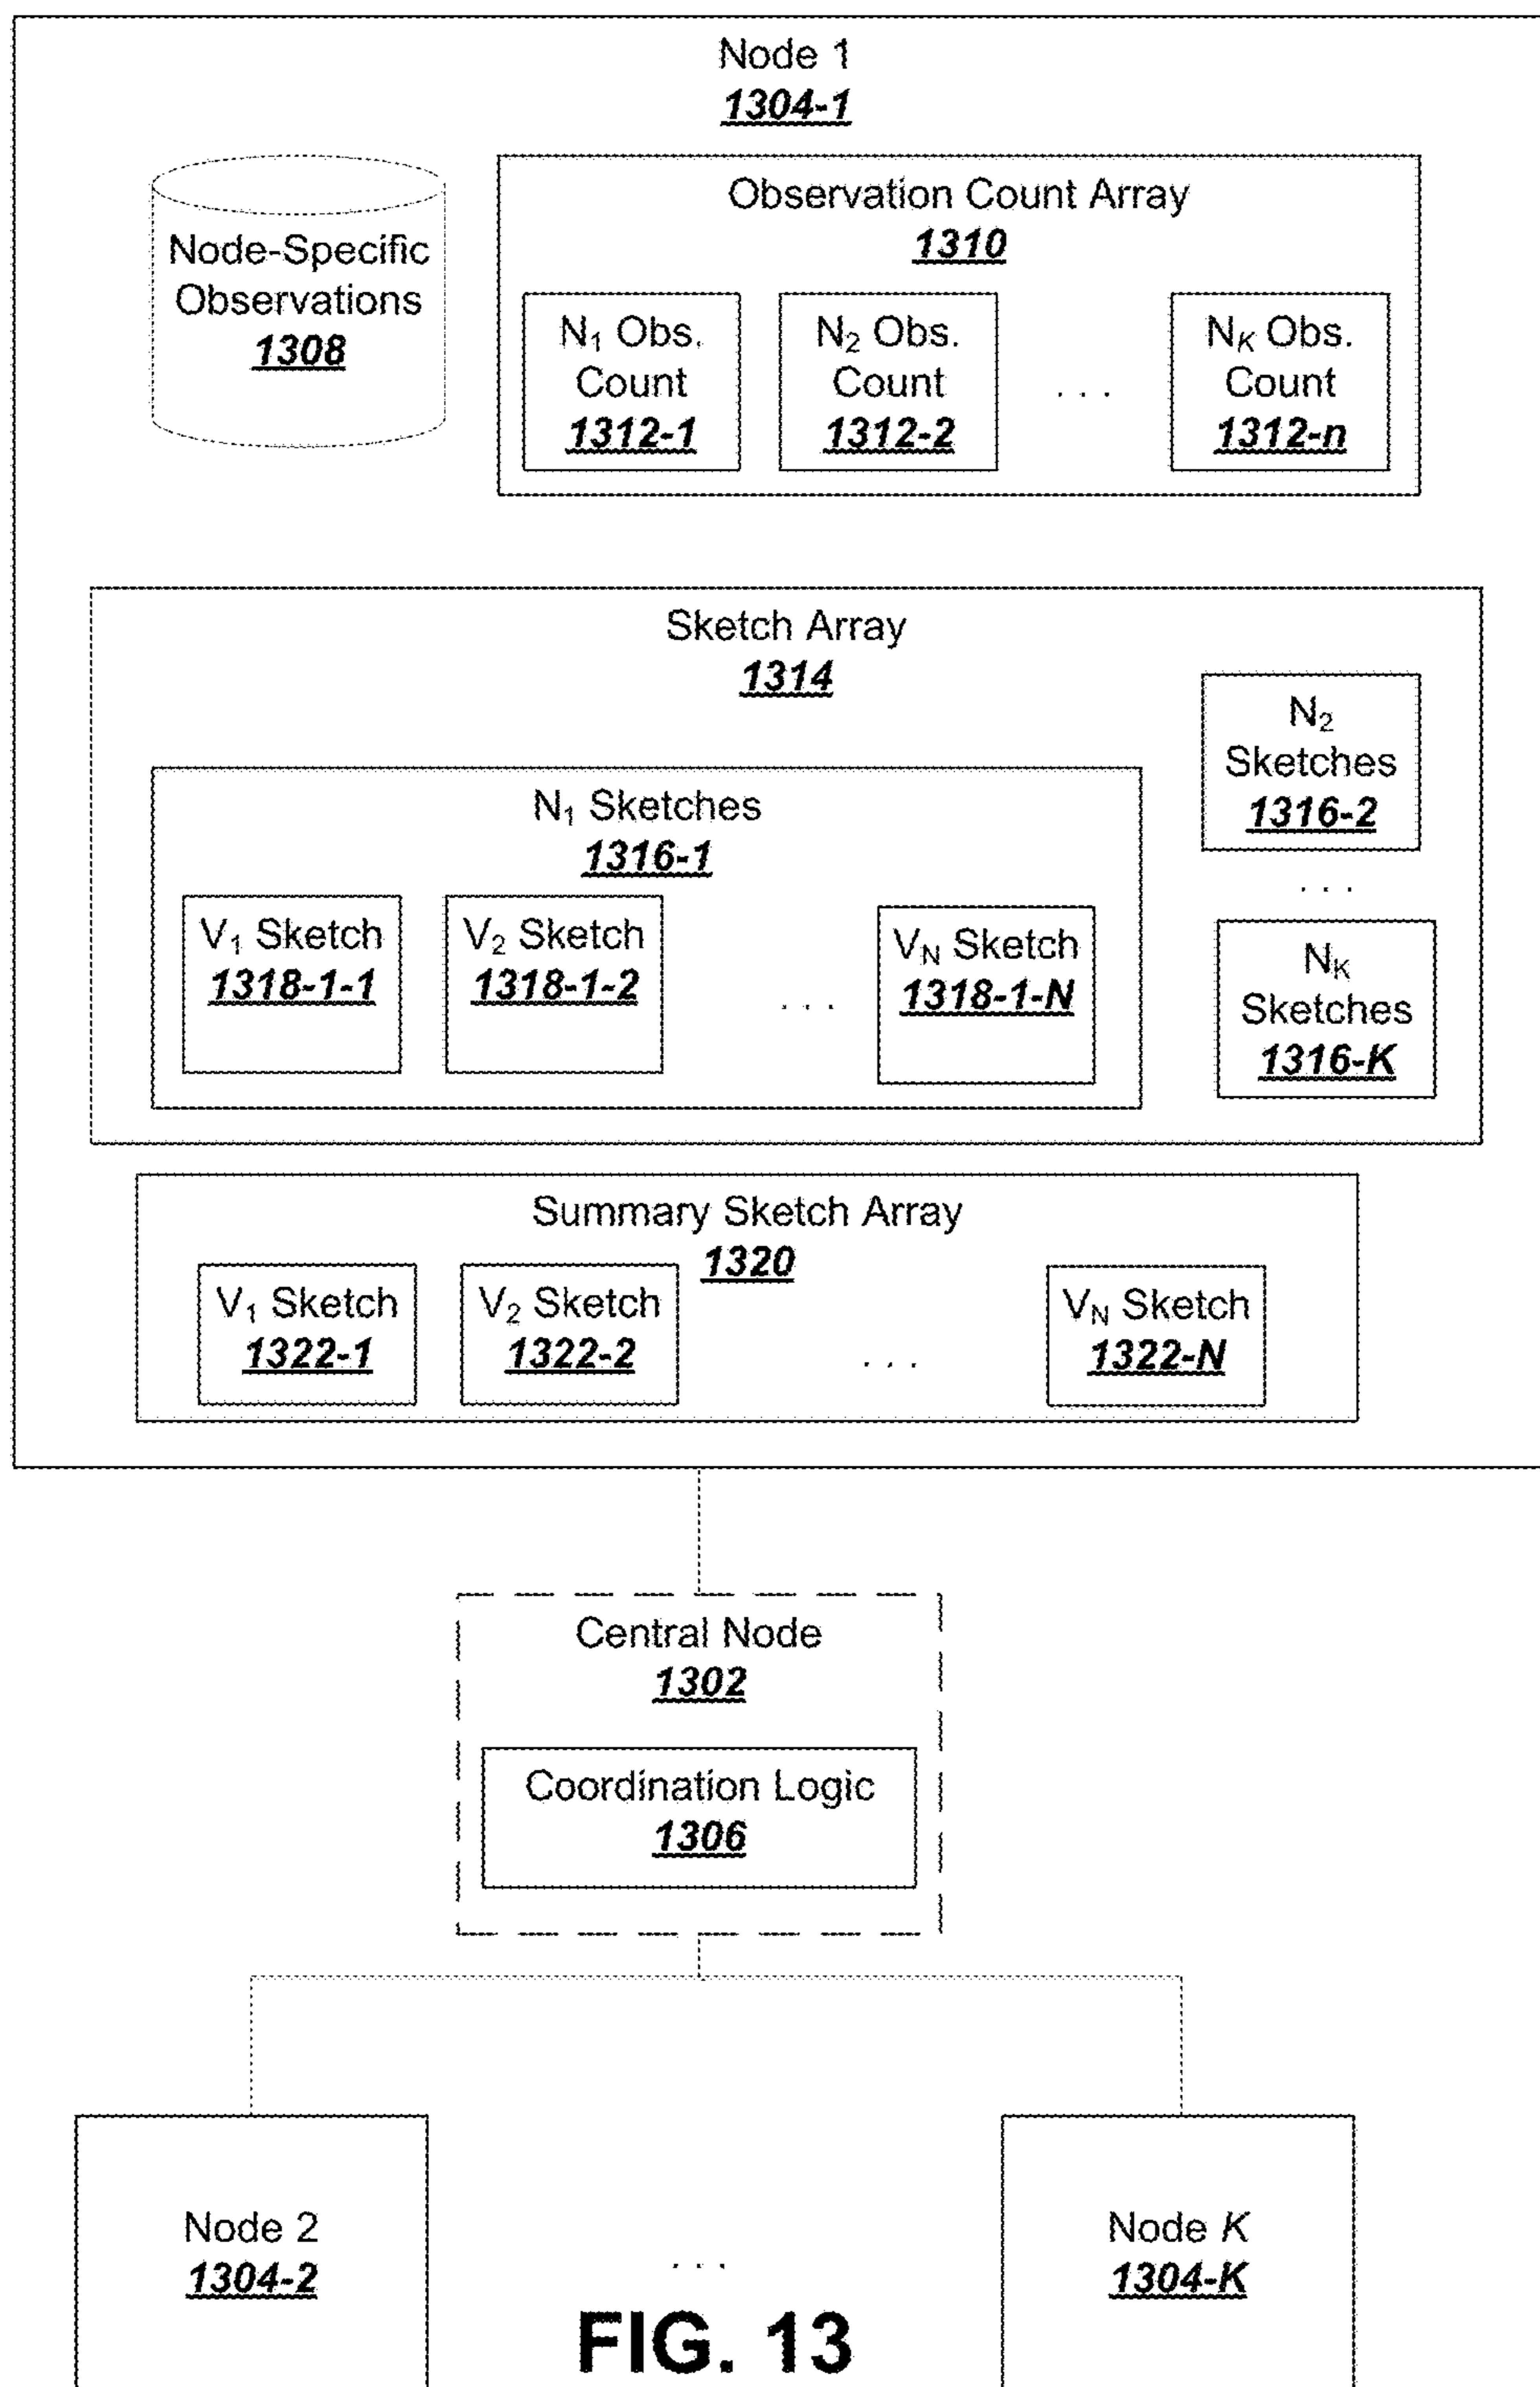 Node 1
1304-1
Node-Specific
Observations
1308
Observation Count Array
1310
N₁ Obs.
Count
1312-1
N₂ Obs.
Count
1312-2
. . .
N_K Obs.
Count
1312-n
Sketch Array
1314
N₁ Sketches
1316-1
V₁ Sketch
1318-1-1
V₂ Sketch
1318-1-2
. . .
V_N Sketch
1318-1-N
N₂
Sketches
1316-2
. . .
N_K
Sketches
1316-K
Summary Sketch Array
1320
V₁ Sketch
1322-1
V₂ Sketch
1322-2
. . .
V_N Sketch
1322-N
Central Node
1302
Coordination Logic
1306
Node 2
1304-2
. . .
Node K
1304-K
FIG. 13